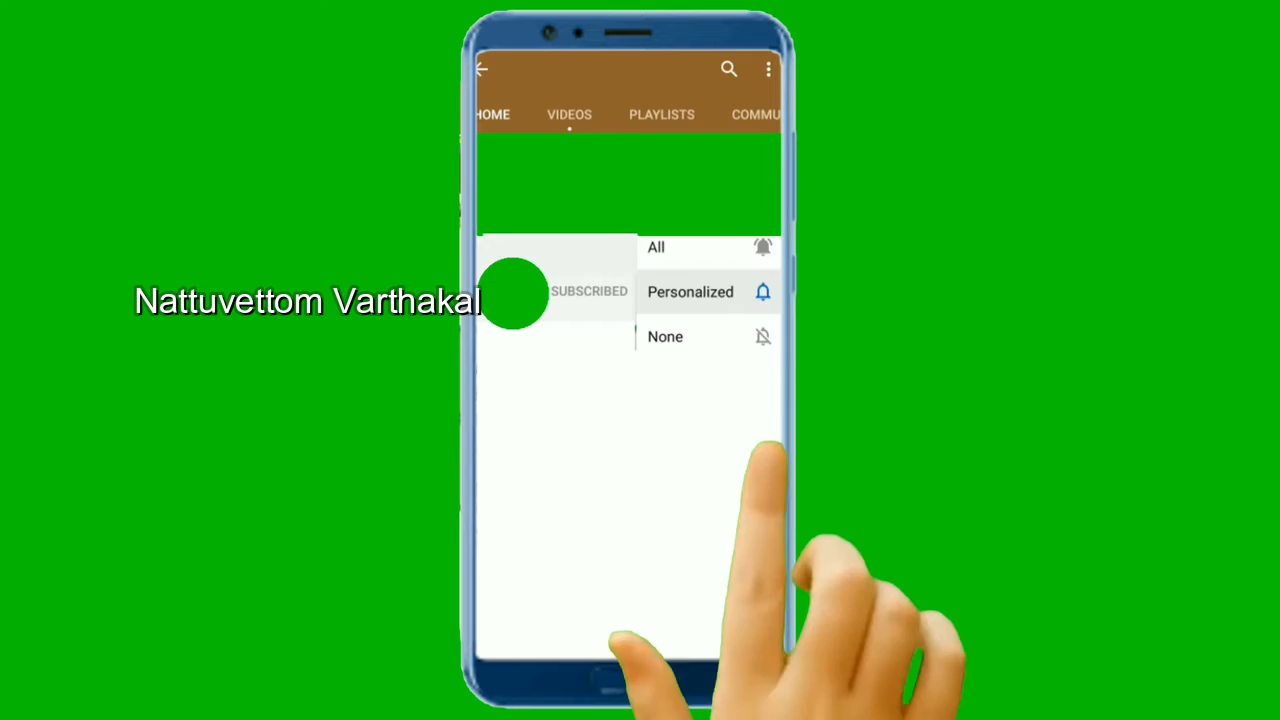 HOME VIDEOS PLAYLISTS COMMU
All
SUBSCRIBED Personalized
None
Nattuvettom Varthakal